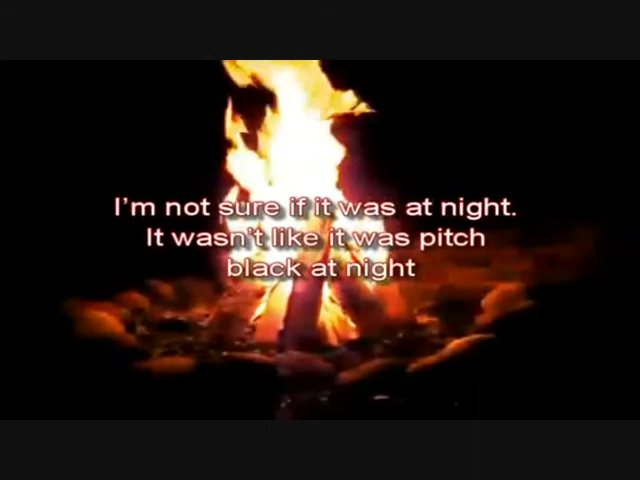 I'm not sure if it was at night.
It wasn't like it was pitch
black at night